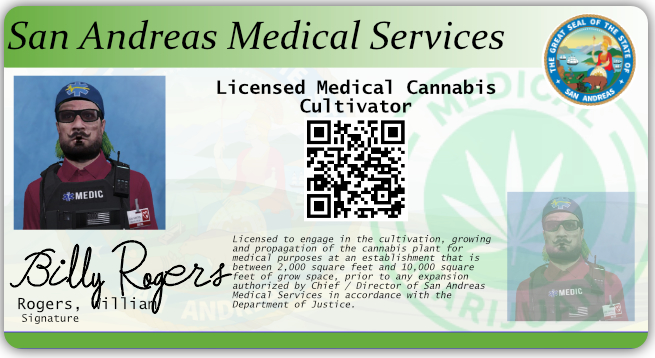 San Andreas Medical Services
THE GREAT SEAL OF THE STATE OF SAN ANDREAS
Licensed Medical Cannabis
Cultivator
MEDICAL
MEDIC
Billy Rogers
Rogers, William
Signature
Licensed to engage in the cultivation, growing
and propagation of the cannabis plant for
medical purposes at an establishment that is
between 2,000 square feet and 10,000 square
feet of grow space, prior to any expansion
authorized by Chief / Director of San Andreas
Medical Services in accordance with the
Department of Justice.
MEDIC